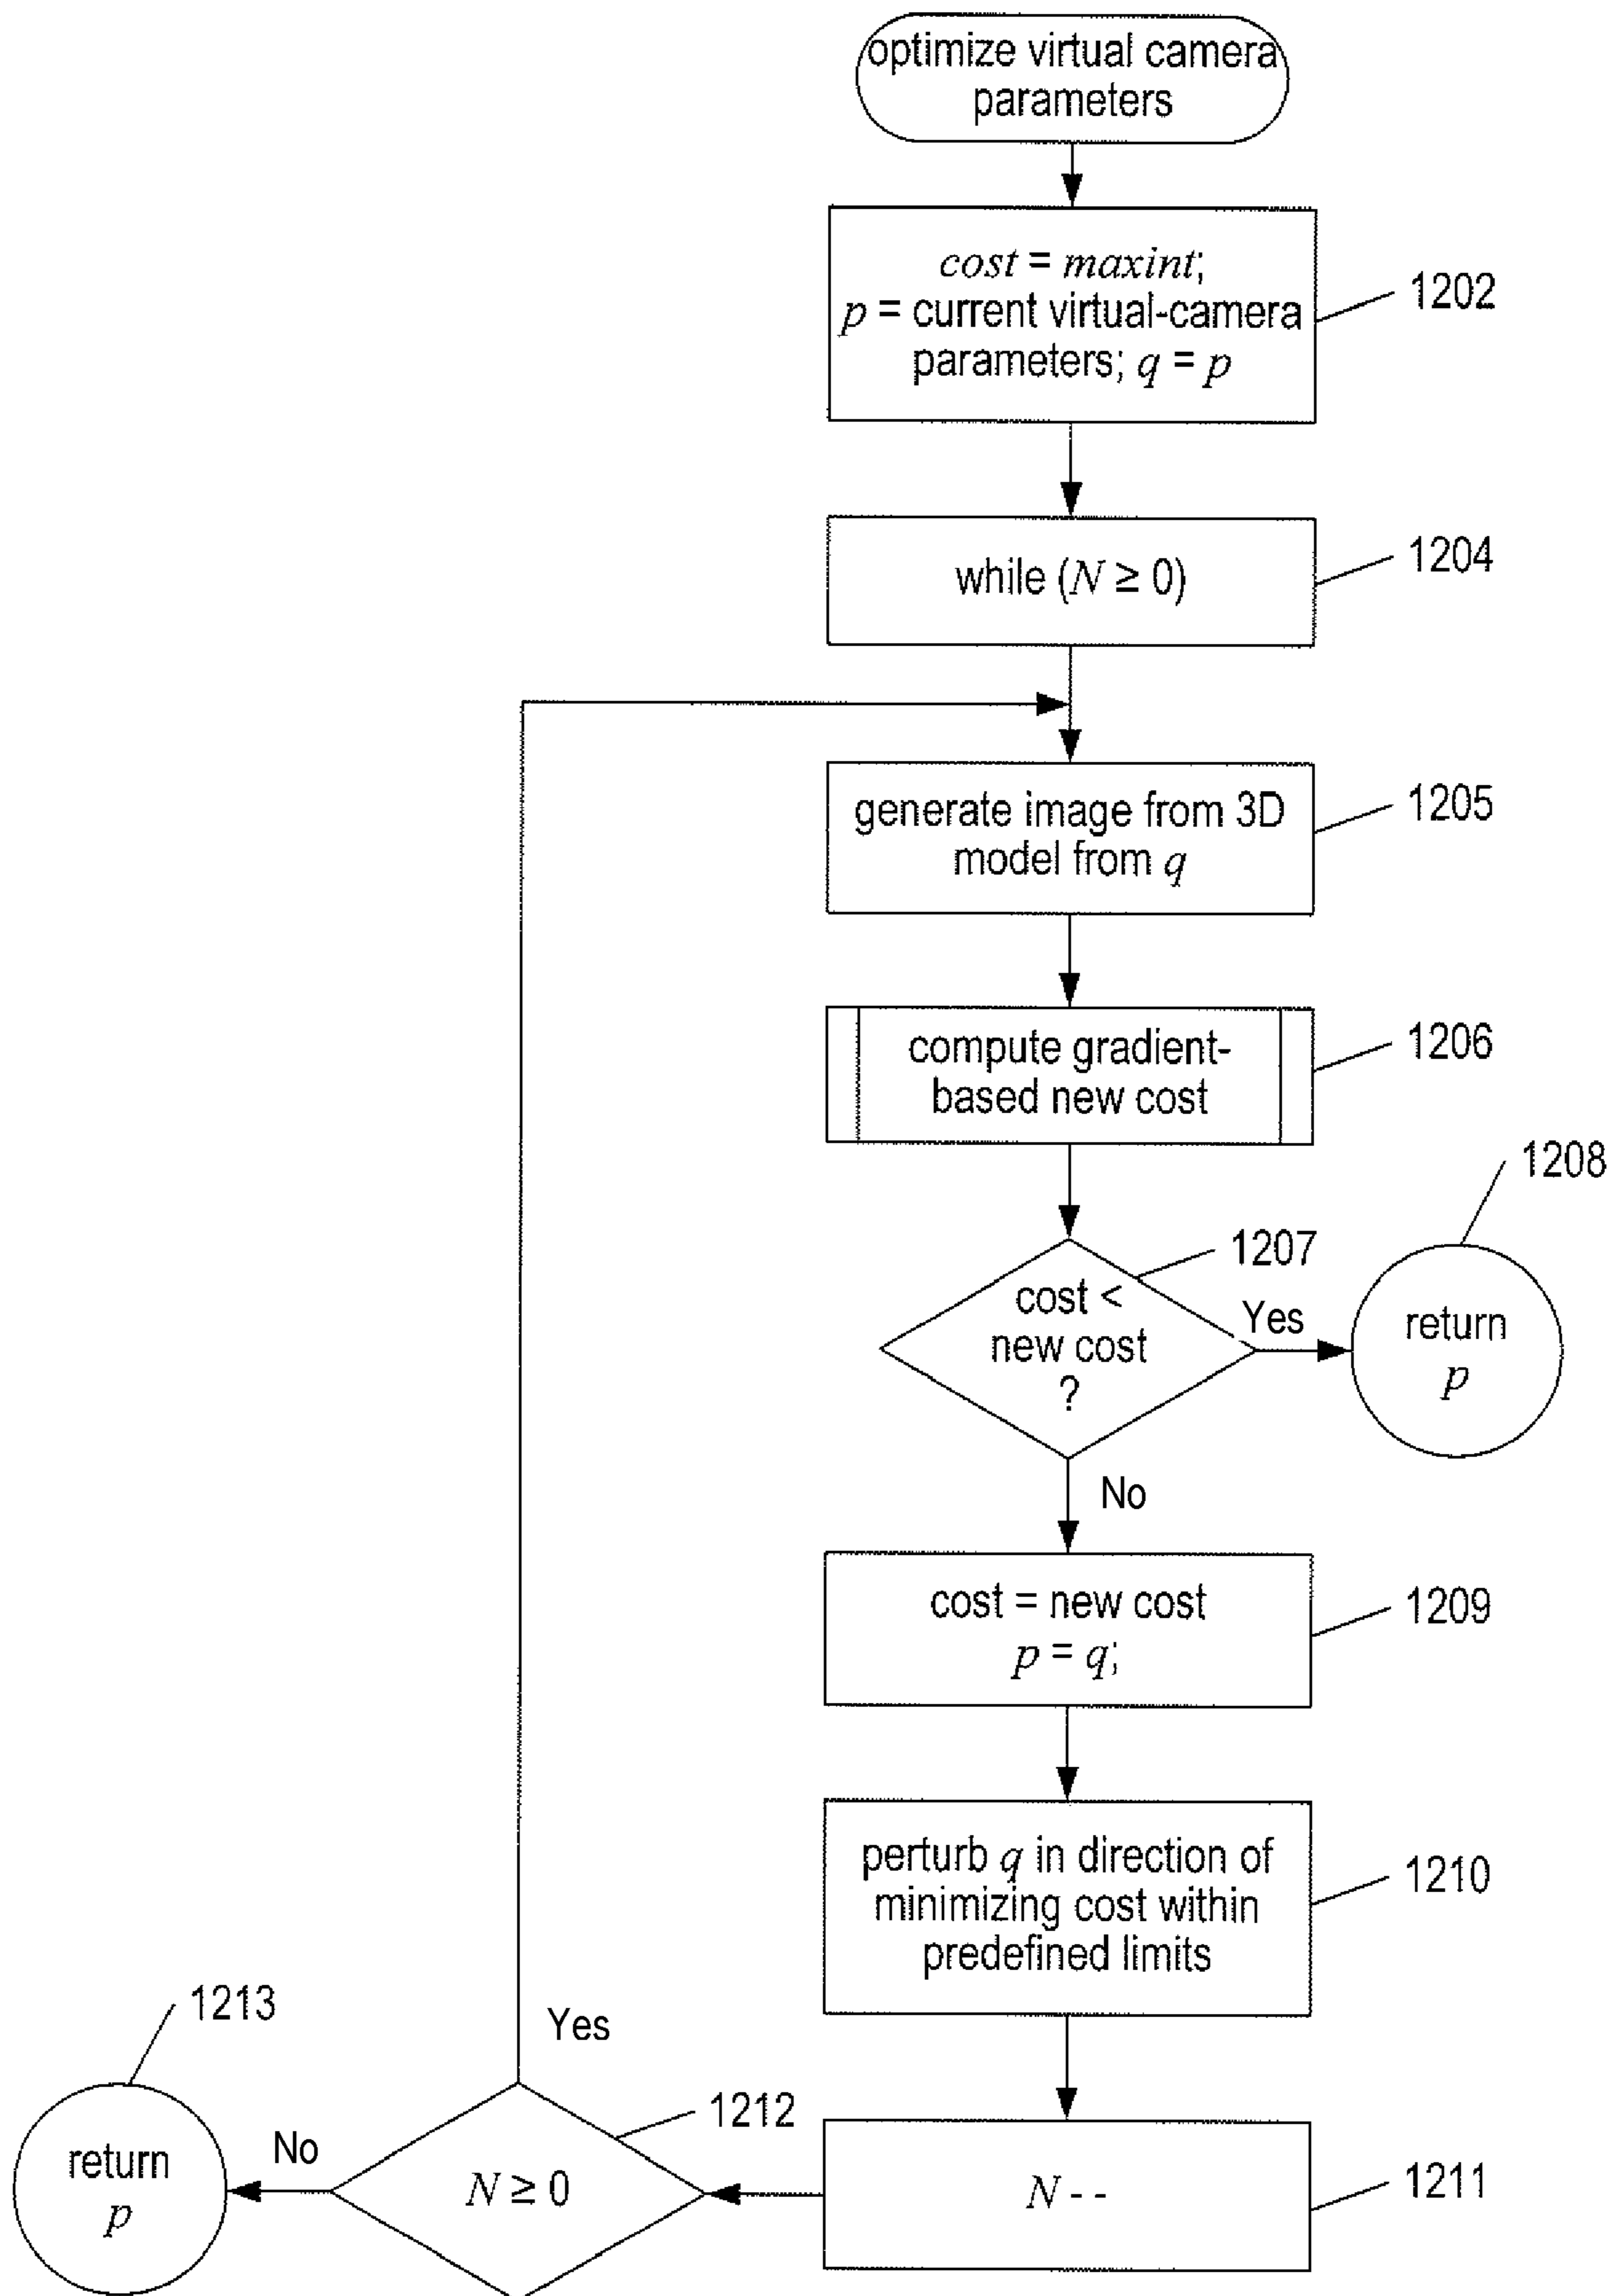 optimize virtual camera
parameters
cost = maxint;
p = current virtual-camera
parameters; q = p
1202
while (N ≥ 0)
1204
generate image from 3D
model from q
1205
compute gradient-
based new cost
1206
1208
1207
cost <
new cost
?
Yes
return
p
No
cost = new cost
p = q;
1209
perturb q in direction of
minimizing cost within
predefined limits
1210
1213
Yes
1212
return
p
No
N ≥ 0
N - -
1211